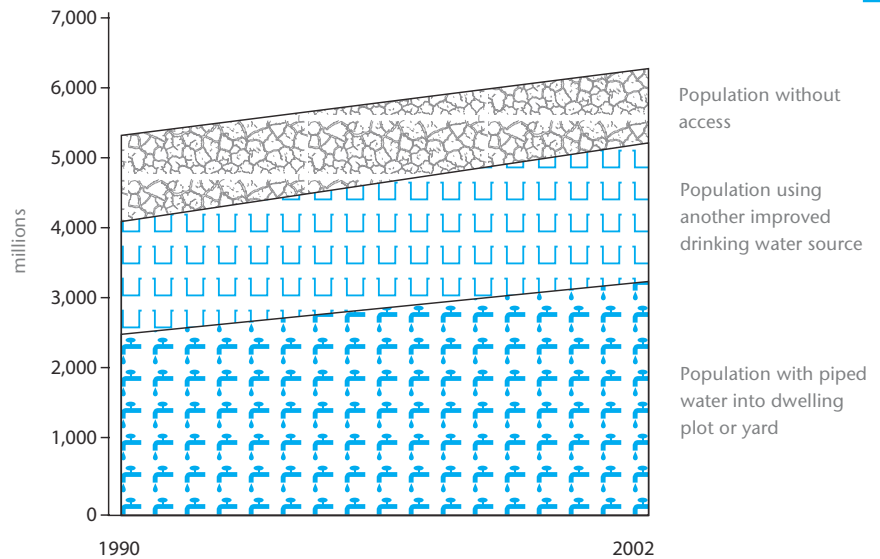 7,000
6,000
5,000
4,000
3,000
2,000
1,000
0
millions
1990
2002
Population without
access
Population using
another improved
drinking water source
Population with piped
water into dwelling
plot or yard